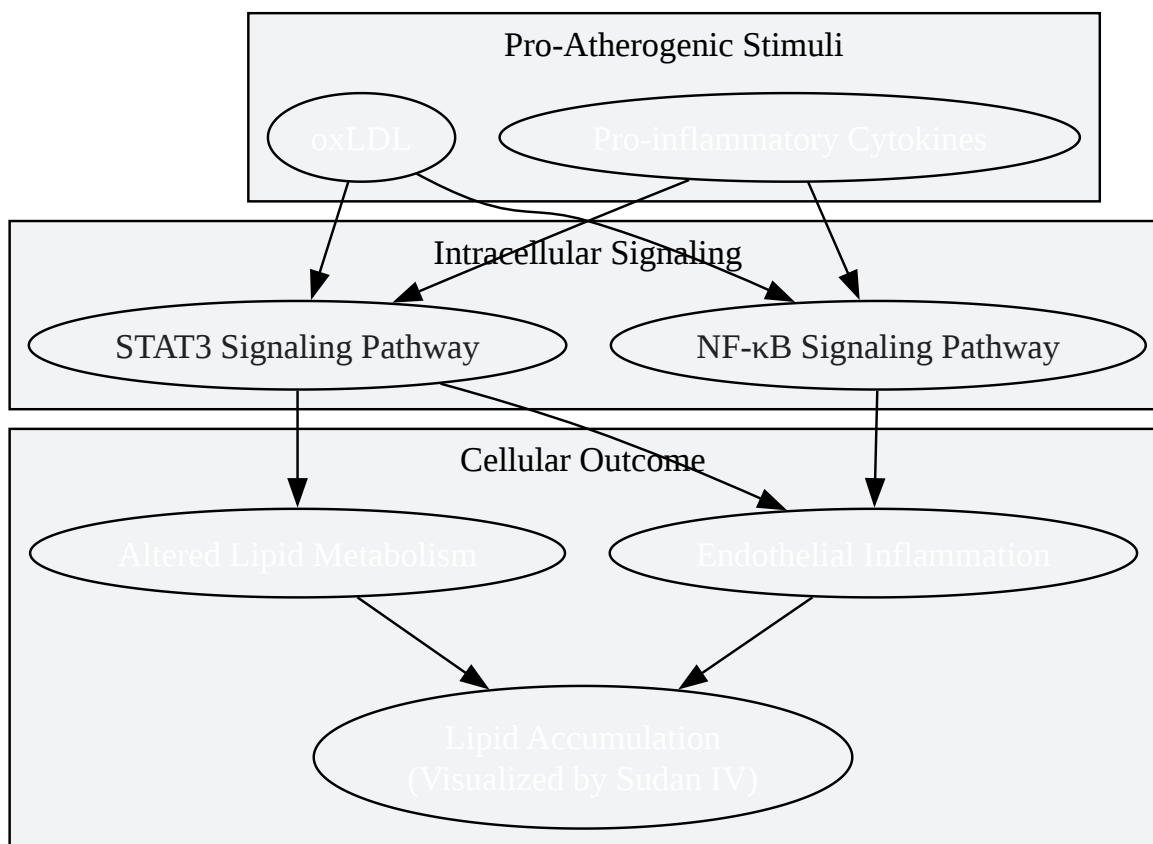 Pro-Atherogenic Stimuli
oxLDL
Pro-inflammatory Cytokines
Intracellular Signaling
STAT3 Signaling Pathway
NF-κB Signaling Pathway
Cellular Outcome
Altered Lipid Metabolism
Endothelial Inflammation
Lipid Accumulation
(Visualized by Sudan IV)